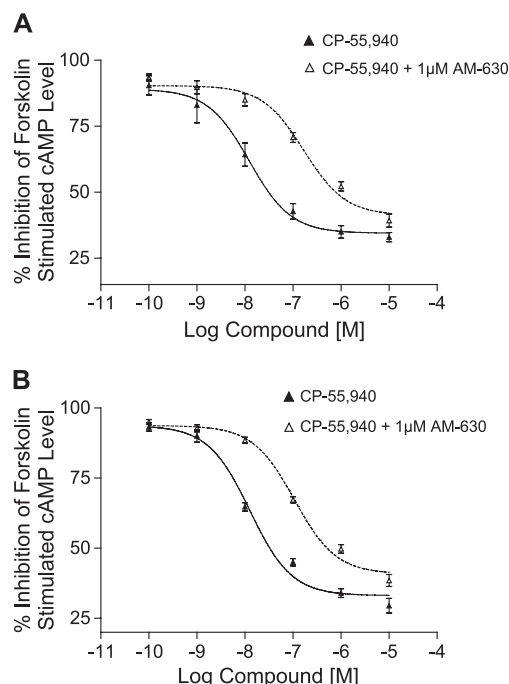 A
▲ CP-55,940
△ CP-55,940 + 1μM AM-630
% Inhibition of Forskolin
Stimulated cAMP Level
100
75
50
25
-11 -10 -9 -8 -7 -6 -5 -4
Log Compound [M]
B
▲ CP-55,940
△ CP-55,940 + 1μM AM-630
% Inhibition of Forskolin
Stimulated cAMP Level
100
75
50
25
-11 -10 -9 -8 -7 -6 -5 -4
Log Compound [M]